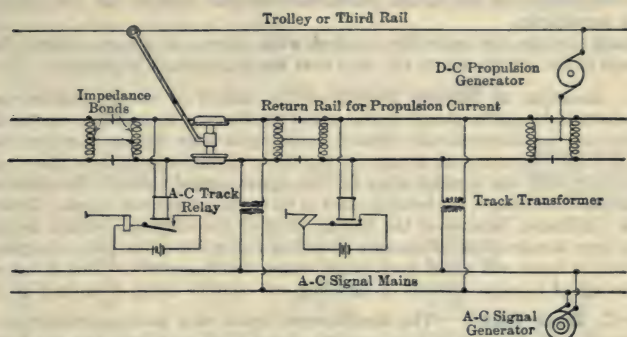 Trolley or Third Rail
D-C Propulsion
Generator
Impedance
Bonds
Return Rail for Propulsion Current
A-C Track
Relay
Track Transformer
A-C Signal Mains
A-C Signal
Generator